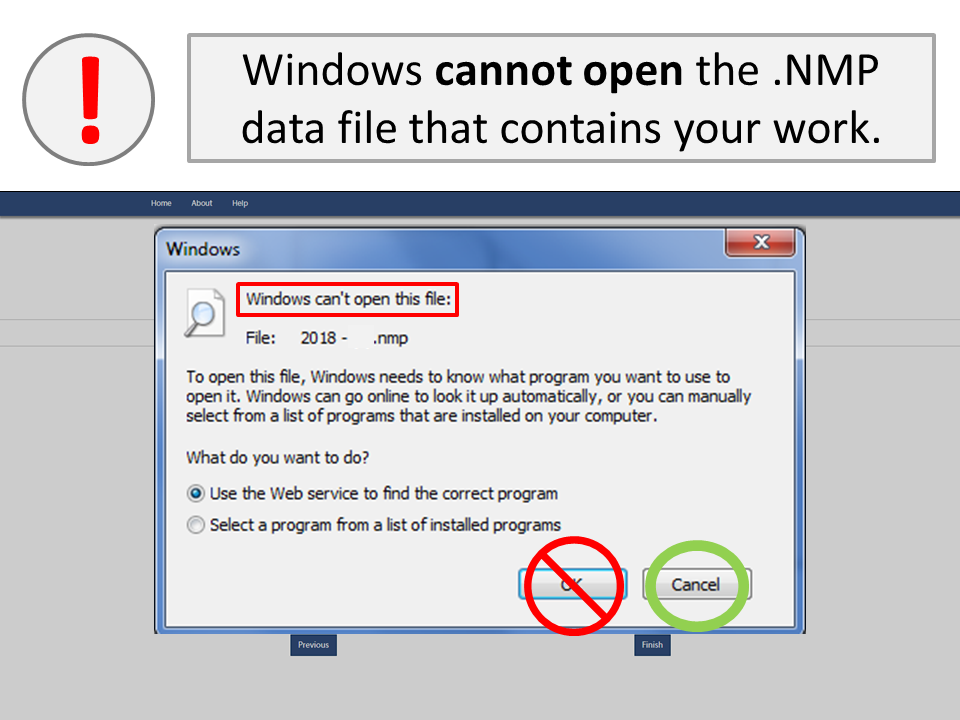 !
Windows cannot open the .NMP
data file that contains your work.
Home About Help
Windows
Windows can't open this file:
File: 2018 - .nmp
To open this file, Windows needs to know what program you want to use to
open it. Windows can go online to look it up automatically, or you can manually
select from a list of programs that are installed on your computer.
What do you want to do?
Use the Web service to find the correct program
Select a program from a list of installed programs
OK Cancel
Previous Finish